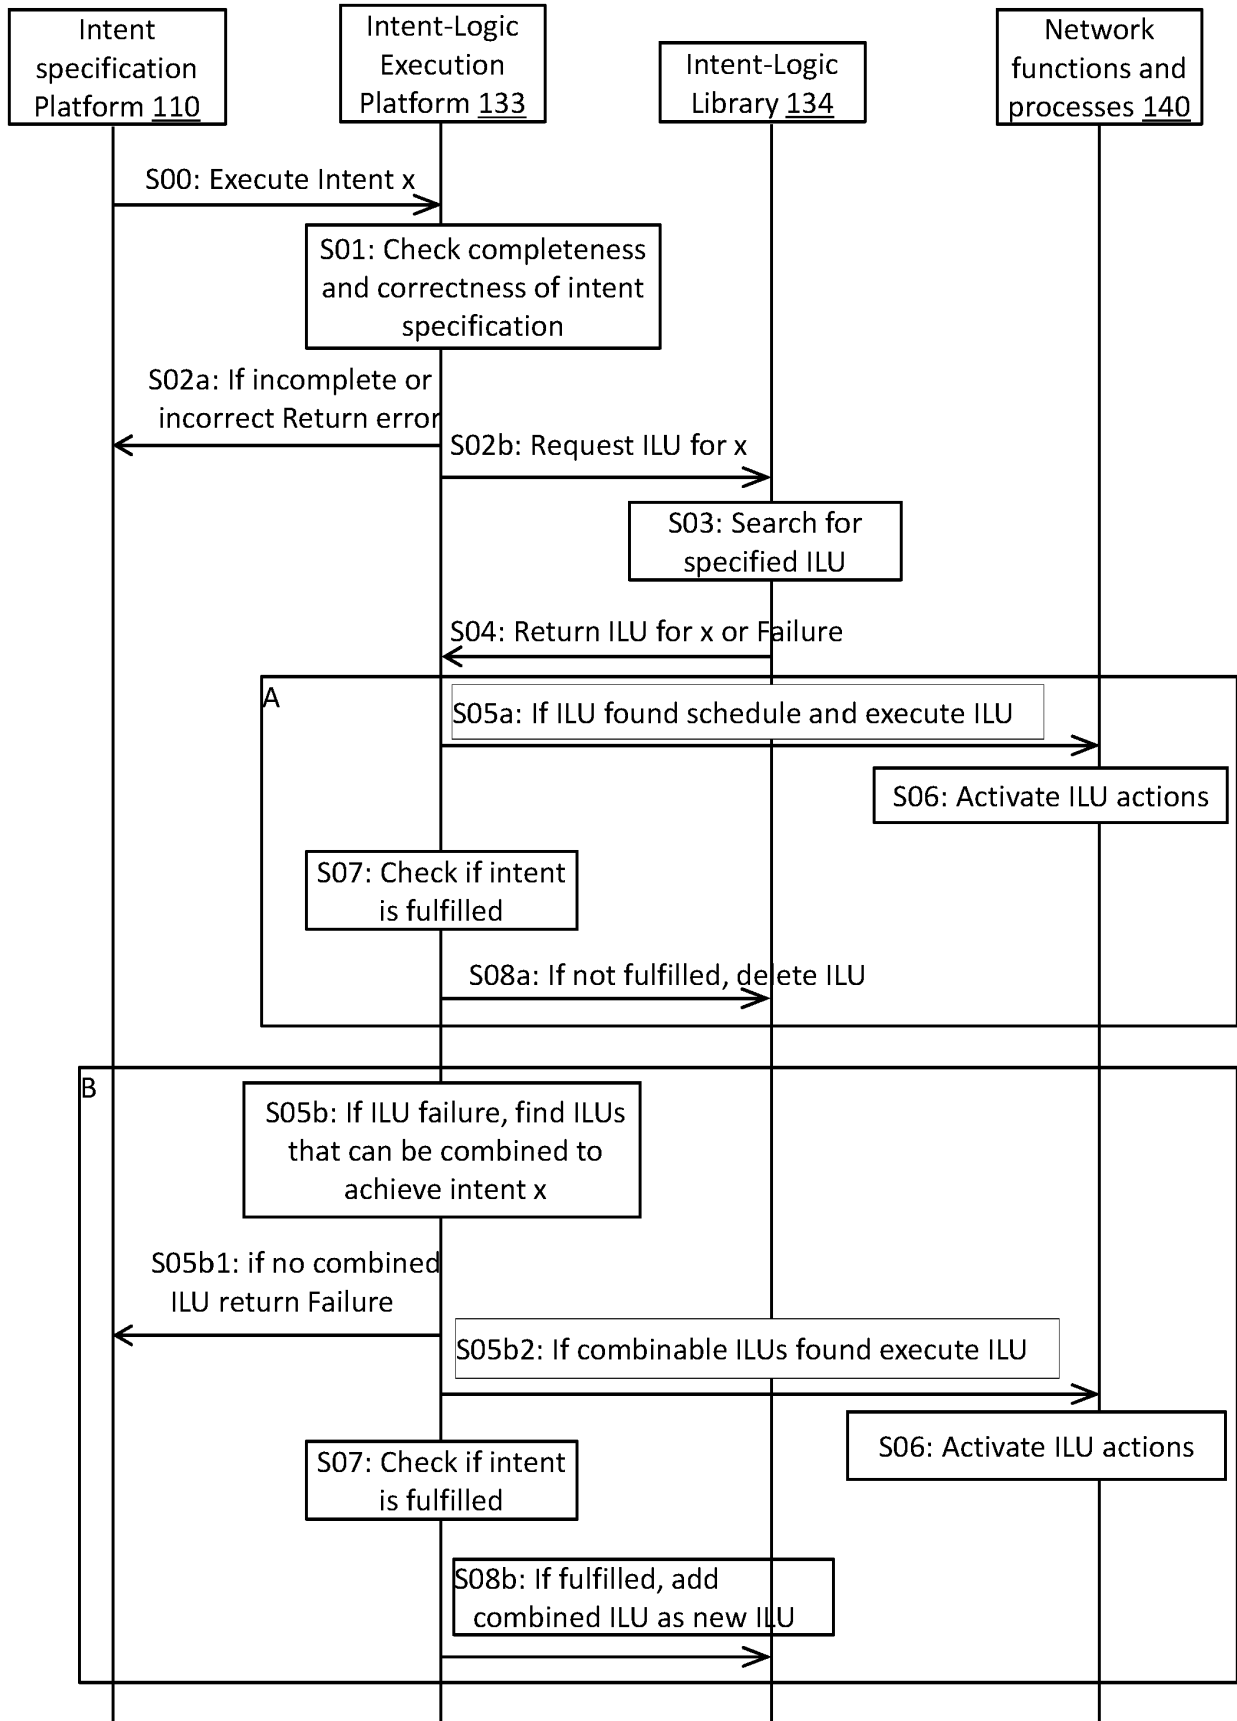 Intent
specification
Platform 110
Intent-Logic
Execution
Platform 133
Intent-Logic
Library 134
Network
functions and
processes 140
S00: Execute Intent x
S01: Check completeness
and correctness of intent
specification
S02a: If incomplete or
incorrect Return error
S02b: Request ILU for x
S03: Search for
specified ILU
S04: Return ILU for x or Failure
A
S05a: If ILU found schedule and execute ILU
S06: Activate ILU actions
S07: Check if intent
is fulfilled
S08a: If not fulfilled, delete ILU
B
S05b: If ILU failure, find ILUs
that can be combined to
achieve intent x
S05b1: if no combined
ILU return Failure
S05b2: If combinable ILUs found execute ILU
S06: Activate ILU actions
S07: Check if intent
is fulfilled
S08b: If fulfilled, add
combined ILU as new ILU